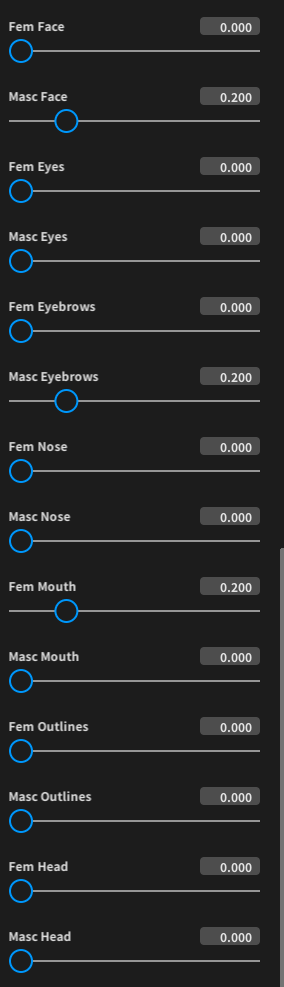 Fem Face 0.000
Masc Face 0.200
Fem Eyes 0.000
Masc Eyes 0.000
Fem Eyebrows 0.000
Masc Eyebrows 0.200
Fem Nose 0.000
Masc Nose 0.000
Fem Mouth 0.200
Masc Mouth 0.000
Fem Outlines 0.000
Masc Outlines 0.000
Fem Head 0.000
Masc Head 0.000